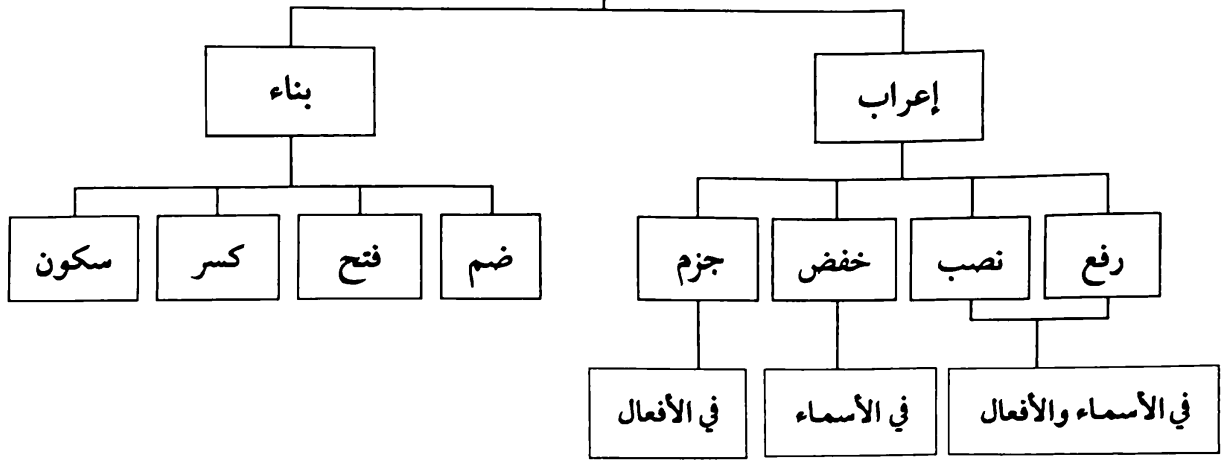 إعراب
بناء
رفع
نصب
خفض
جزم
ضم
فتح
كسر
سكون
في الأسماء والأفعال
في الأسماء
في الأفعال